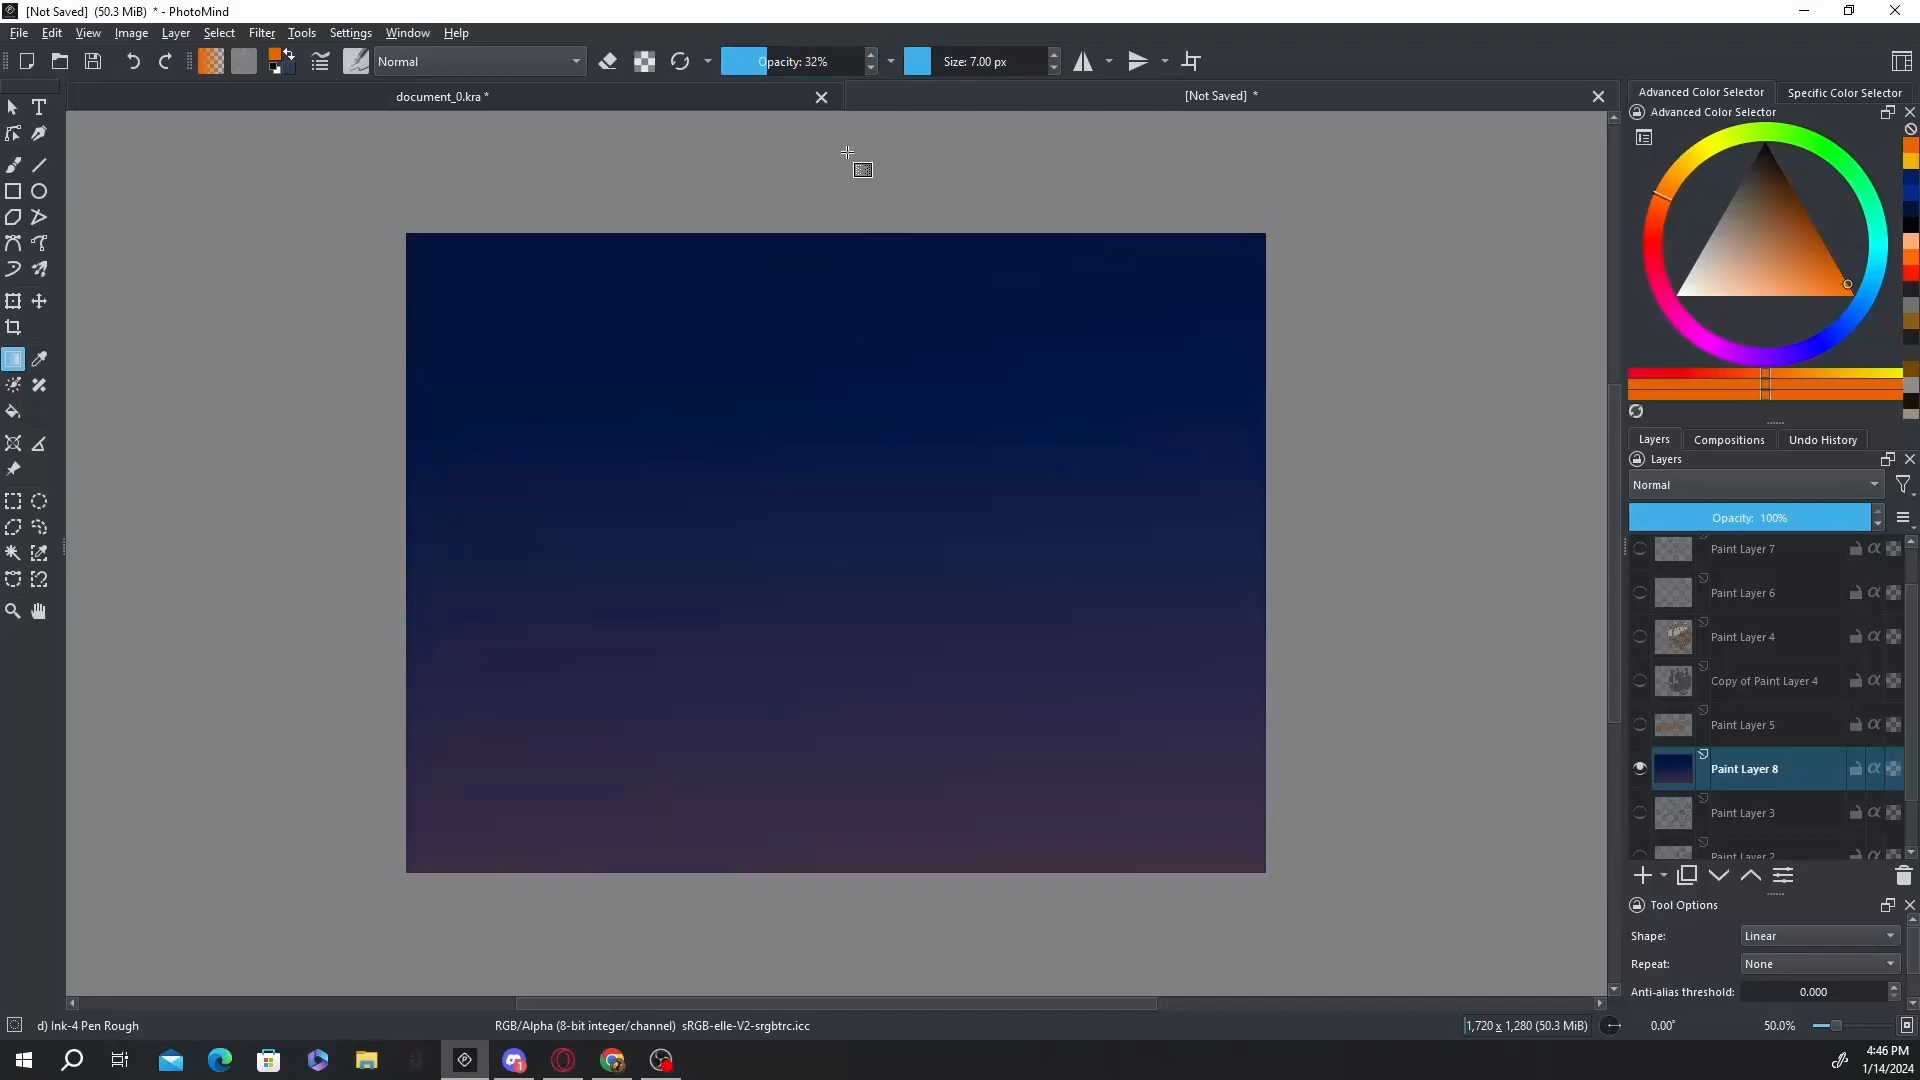 [Not Saved]  (50.3 MiB)  * - PhotoMind
File Edit View Image Layer Select Filter Tools Settings Window Help
Normal
Opacity: 32%
Size: 7.00 px
document_0.kra *
[Not Saved]  *
Advanced Color Selector
Specific Color Selector
Advanced Color Selector
Layers
Compositions
Undo History
Layers
Normal
Opacity:  100%
Paint Layer 7
Paint Layer 6
Paint Layer 4
Copy of Paint Layer 4
Paint Layer 5
Paint Layer 8
Paint Layer 3
Paint Layer 2
Tool Options
Shape: Linear
Repeat: None
Anti-alias threshold: 0.000
d) Ink-4 Pen Rough
RGB/Alpha (8-bit integer/channel)  sRGB-elle-V2-srgbtrc.icc
1,720 x 1,280 (50.3 MiB)
0.00°
50.0%
4:46 PM
1/14/2024